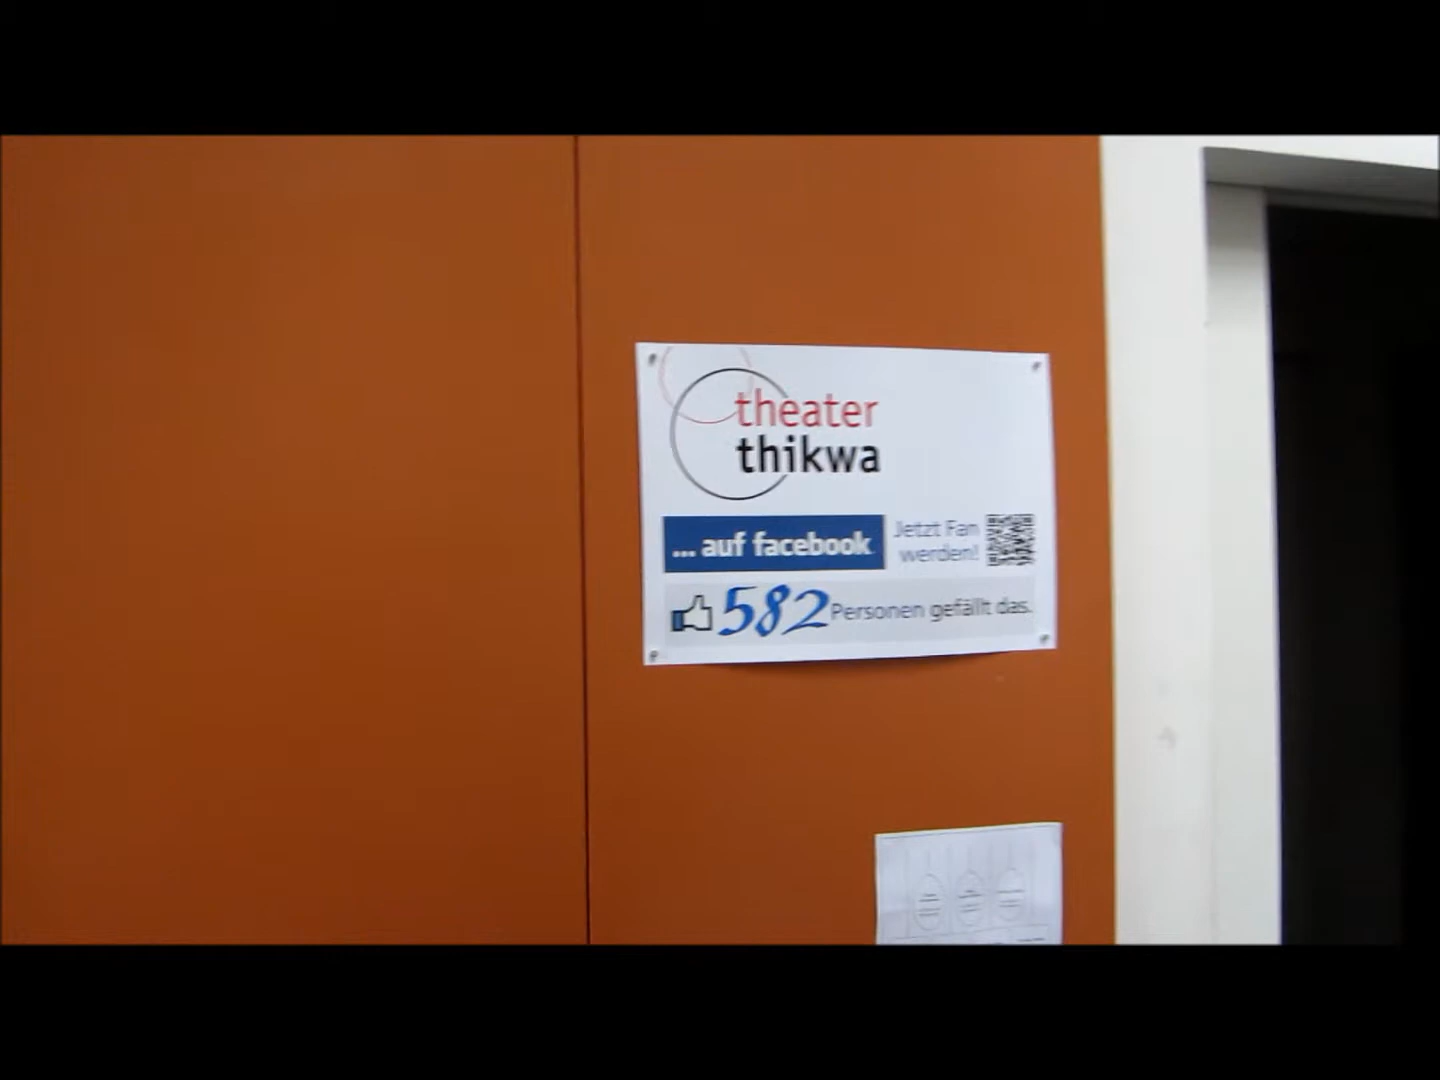 theater
thikwa
... auf facebook
Jetzt Fan
werden!
582 Personen gefällt das.